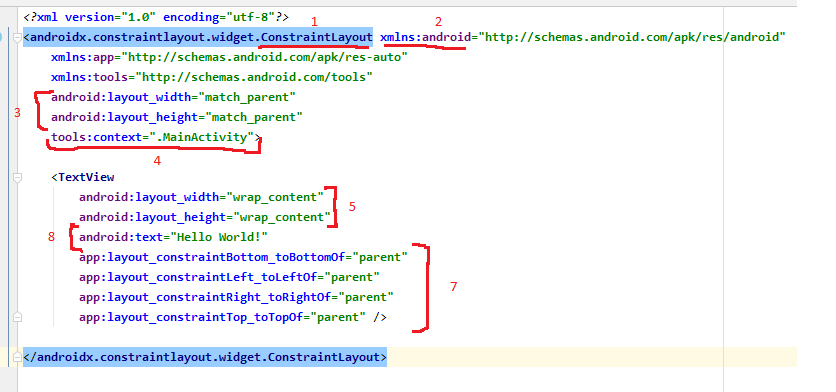 1 2
<?xml version="1.0" encoding="utf-8"?>
<androidx.constraintlayout.widget.ConstraintLayout xmlns:android="http://schemas.android.com/apk/res/android"
xmlns:app="http://schemas.android.com/apk/res-auto"
xmlns:tools="http://schemas.android.com/tools"
android:layout_width="match_parent"
3
android:layout_height="match_parent"
tools:context=".MainActivity">
4
<TextView
android:layout_width="wrap_content"
5
android:layout_height="wrap_content"
8 android:text="Hello World!"
app:layout_constraintBottom_toBottomOf="parent"
app:layout_constraintLeft_toLeftOf="parent"
7
app:layout_constraintRight_toRightOf="parent"
app:layout_constraintTop_toTopOf="parent" />
</androidx.constraintlayout.widget.ConstraintLayout>